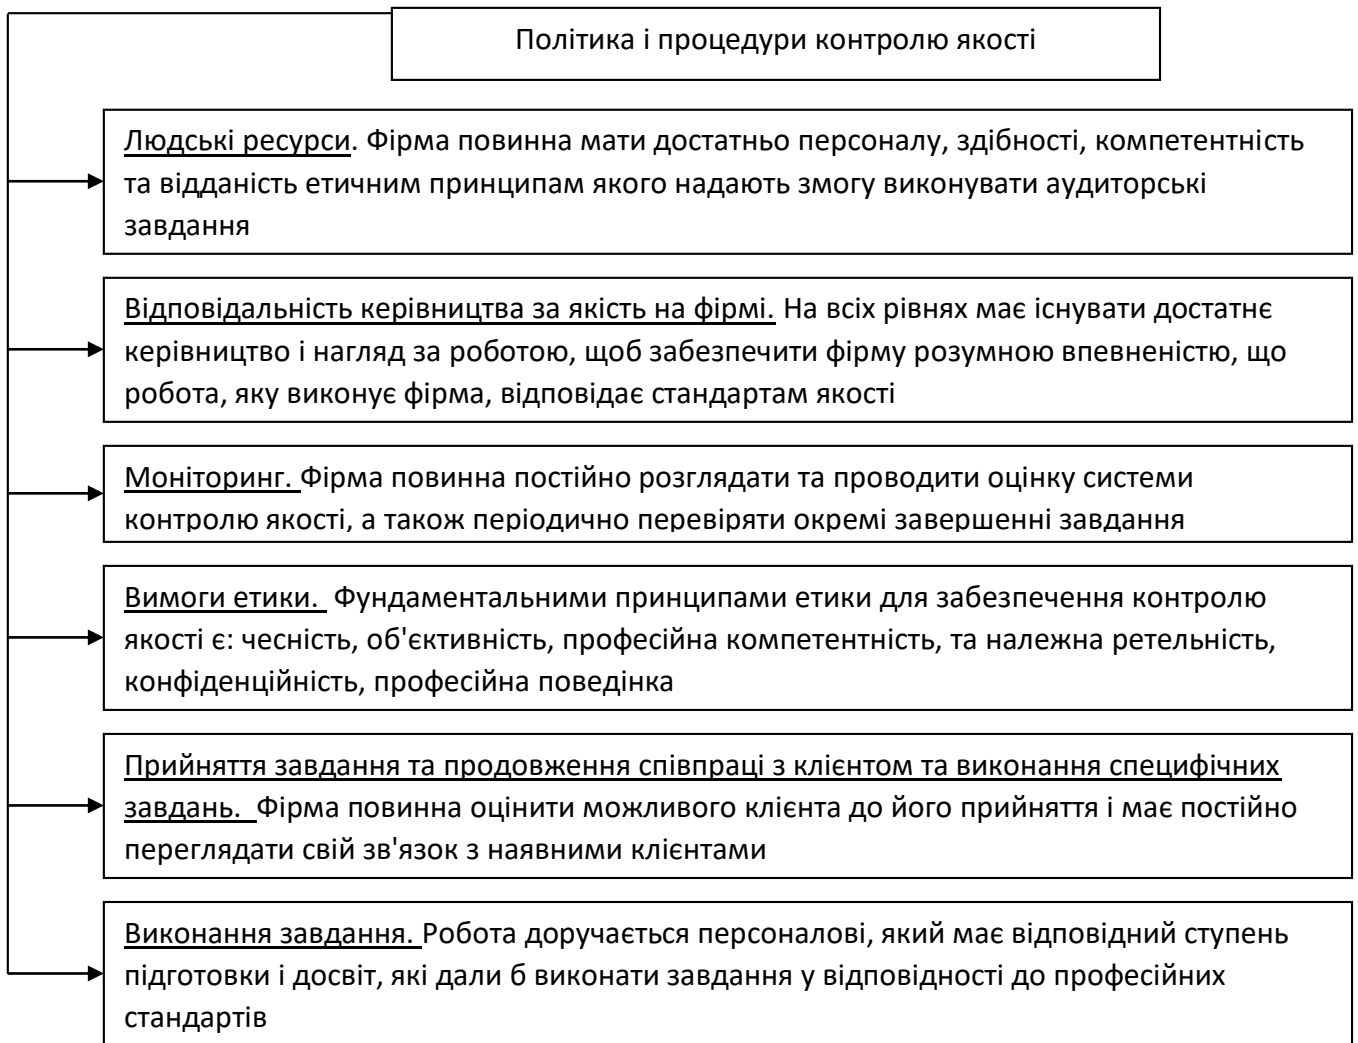 Політика і процедури контролю якості
Людські ресурси. Фірма повинна мати достатньо персоналу, здібності, компетентність
та відданість етичним принципам якого надають змогу виконувати аудиторські
завдання
Відповідальність керівництва за якість на фірмі. На всіх рівнях має існувати достатнє
керівництво і нагляд за роботою, щоб забезпечити фірму розумною впевненістю, що
робота, яку виконує фірма, відповідає стандартам якості
Моніторинг. Фірма повинна постійно розглядати та проводити оцінку системи
контролю якості, а також періодично перевіряти окремі завершенні завдання
Вимоги етики. Фундаментальними принципами етики для забезпечення контролю
якості є: чесність, об'єктивність, професійна компетентність, та належна ретельність,
конфіденційність, професійна поведінка
Прийняття завдання та продовження співпраці з клієнтом та виконання специфічних
завдань. Фірма повинна оцінити можливого клієнта до його прийняття і має постійно
переглядати свій зв'язок з наявними клієнтами
Виконання завдання. Робота доручається персоналові, який має відповідний ступень
підготовки і досвіт, які дали б виконати завдання у відповідності до професійних
стандартів